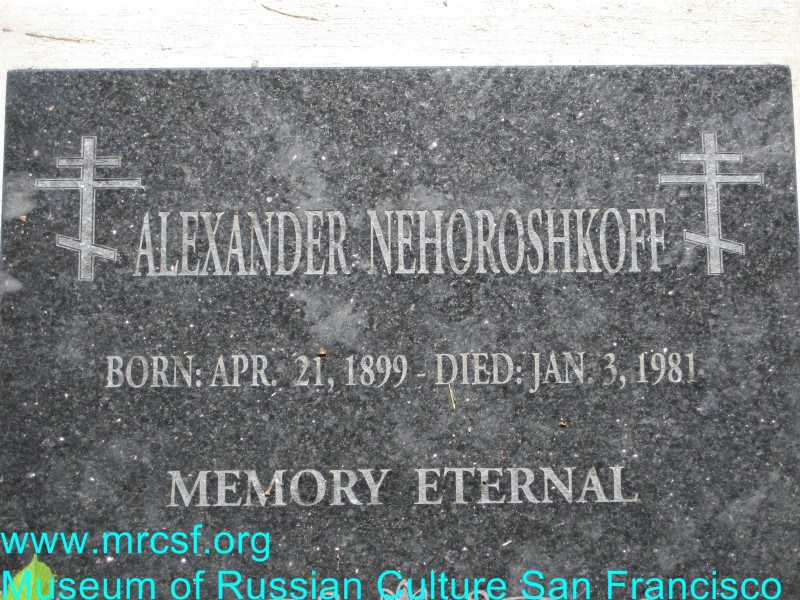 ALEXANDER NEHOROSHKOFF
BORN: APR. 21, 1899 - DIED: JAN. 3, 1981
MEMORY ETERNAL
www.mrcsf.org
Museum of Russian Culture San Francisco